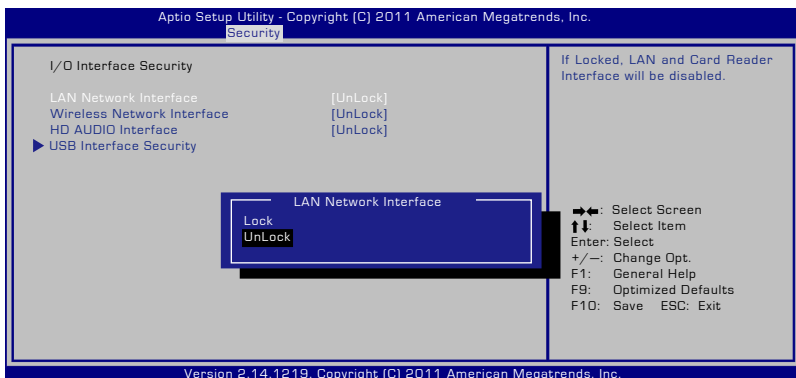 Aptio Setup Utility - Copyright (C) 2011 American Megatrends, Inc.
Security
I/O Interface Security
LAN Network Interface [UnLock]
Wireless Network Interface [UnLock]
HD AUDIO Interface [UnLock]
USB Interface Security
If Locked, LAN and Card Reader
Interface will be disabled.
LAN Network Interface
Lock
UnLock
→←: Select Screen
↑↓: Select Item
Enter: Select
+/—: Change Opt.
F1: General Help
F9: Optimized Defaults
F10: Save ESC: Exit
Version 2.14.1219. Copyright (C) 2011 American Megatrends, Inc.